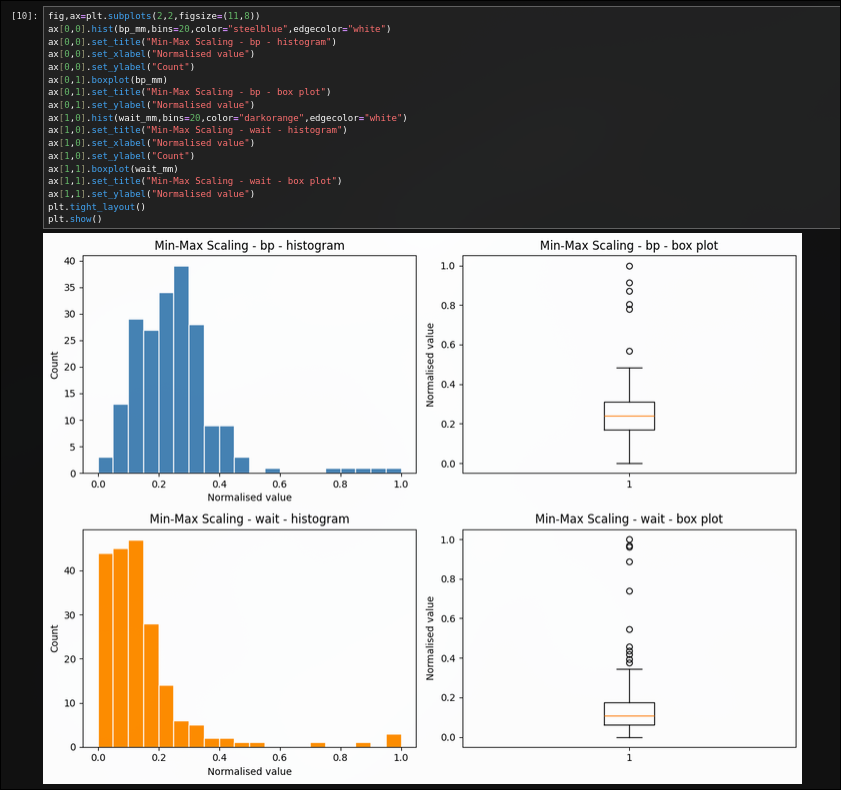 [10]:
fig,ax=plt.subplots(2,2,figsize=(11,8))
ax[0,0].hist(bp_mm,bins=20,color="steelblue",edgecolor="white")
ax[0,0].set_title("Min-Max Scaling - bp - histogram")
ax[0,0].set_xlabel("Normalised value")
ax[0,0].set_ylabel("Count")
ax[0,1].boxplot(bp_mm)
ax[0,1].set_title("Min-Max Scaling - bp - box plot")
ax[0,1].set_ylabel("Normalised value")
ax[1,0].hist(wait_mm,bins=20,color="darkorange",edgecolor="white")
ax[1,0].set_title("Min-Max Scaling - wait - histogram")
ax[1,0].set_xlabel("Normalised value")
ax[1,0].set_ylabel("Count")
ax[1,1].boxplot(wait_mm)
ax[1,1].set_title("Min-Max Scaling - wait - box plot")
ax[1,1].set_ylabel("Normalised value")
plt.tight_layout()
plt.show()
Min-Max Scaling - bp - histogram
Count
40
35
30
25
20
15
10
5
0
0.0 0.2 0.4 0.6 0.8 1.0
Normalised value
Min-Max Scaling - bp - box plot
Normalised value
1.0
0.8
0.6
0.4
0.2
0.0
1
Min-Max Scaling - wait - histogram
Count
40
30
20
10
0
0.0 0.2 0.4 0.6 0.8 1.0
Normalised value
Min-Max Scaling - wait - box plot
Normalised value
1.0
0.8
0.6
0.4
0.2
0.0
1